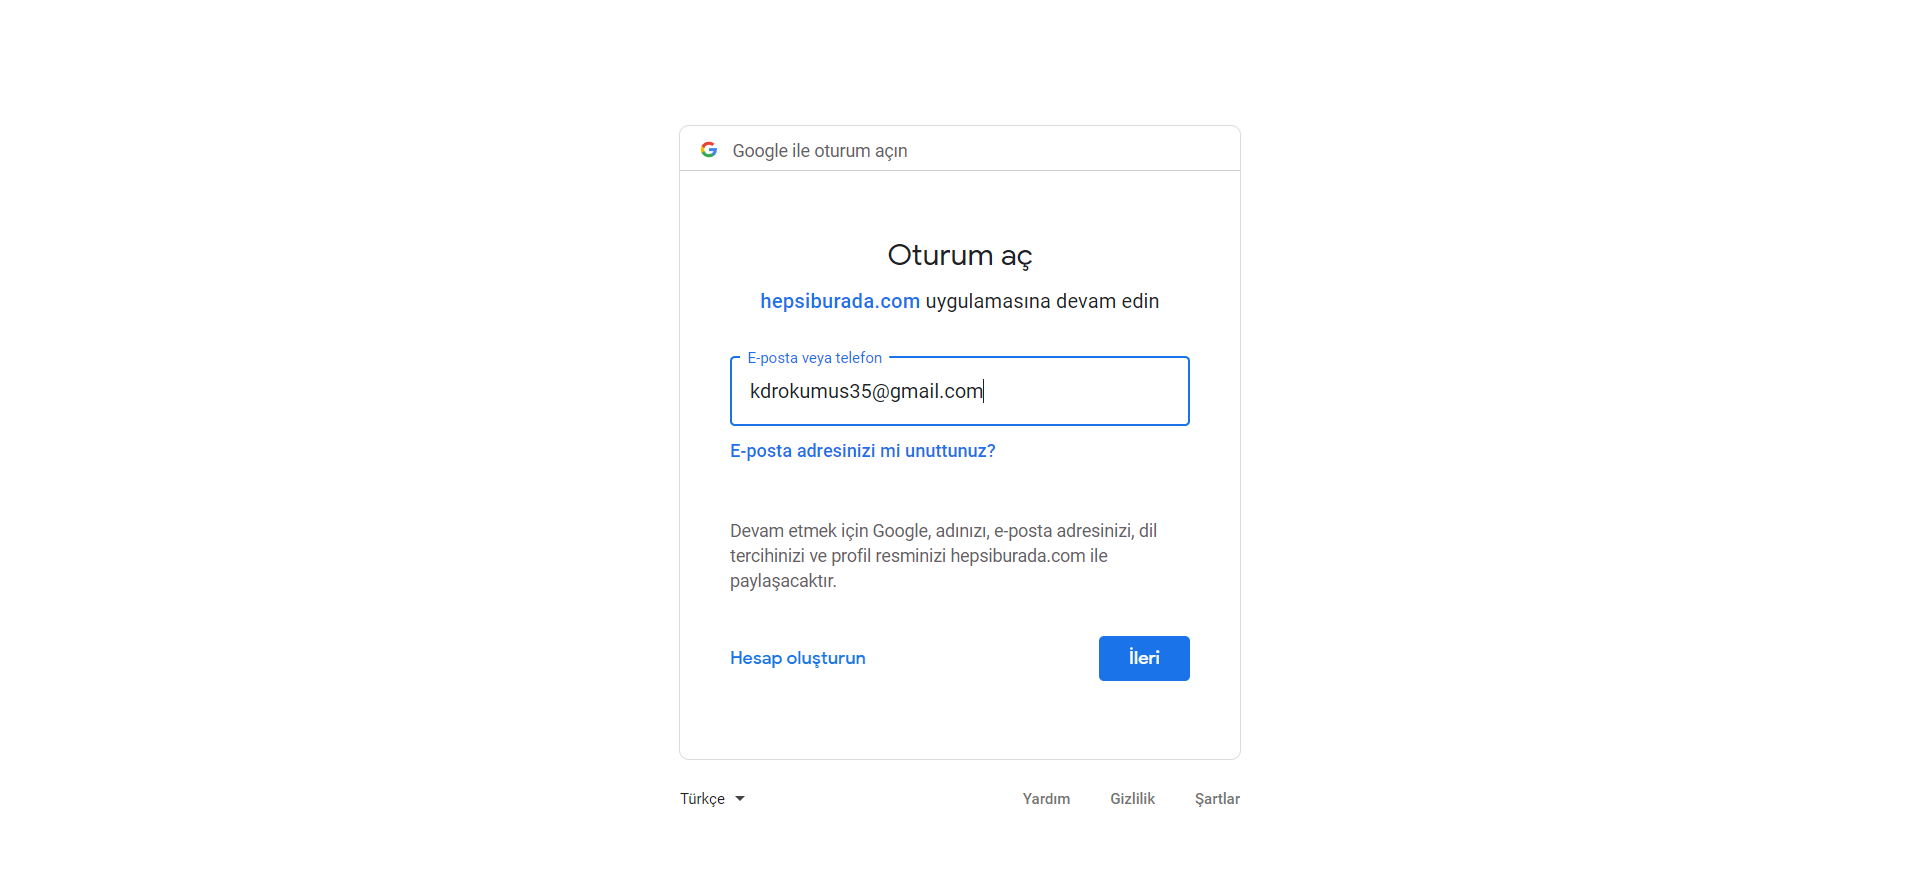 Google ile oturum açın
Oturum aç
hepsiburada.com uygulamasına devam edin
E-posta veya telefon
kdrokumus35@gmail.com
E-posta adresinizi mi unuttunuz?
Devam etmek için Google, adınızı, e-posta adresinizi, dil
tercihinizi ve profil resminizi hepsiburada.com ile
paylaşacaktır.
Hesap oluşturun
İleri
Türkçe
Yardım
Gizlilik
Şartlar